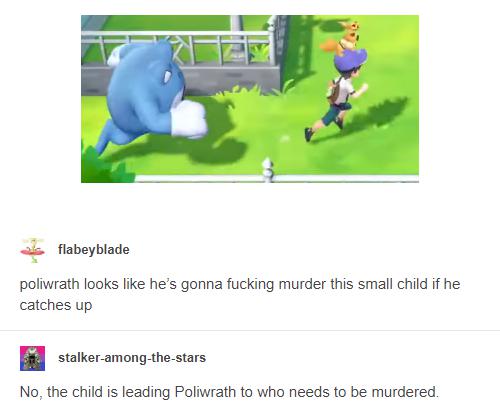 flabeyblade
poliwrath looks like he's gonna fucking murder this small child if he
catches up
stalker-among-the-stars
No, the child is leading Poliwrath to who needs to be murdered.